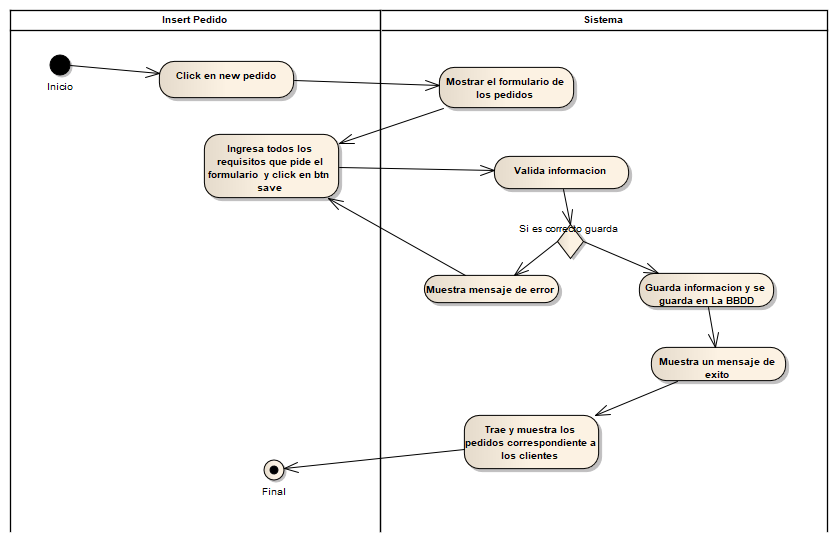 Insert Pedido
Sistema
Inicio
Click en new pedido
Mostrar el formulario de
los pedidos
Ingresa todos los
requisitos que pide el
formulario y click en btn
save
Valida informacion
Si es correcto guarda
Muestra mensaje de error
Guarda informacion y se
guarda en La BBDD
Muestra un mensaje de
exito
Trae y muestra los
pedidos correspondiente a
los clientes
Final